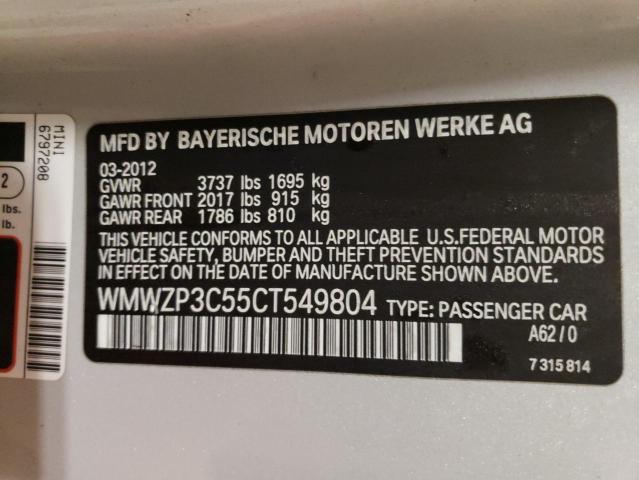 MINI
6797208
2
lbs.
lb.
MFD BY BAYERISCHE MOTOREN WERKE AG
03-2012
GVWR 3737 lbs 1695 kg
GAWR FRONT 2017 lbs 915 kg
GAWR REAR 1786 lbs 810 kg
THIS VEHICLE CONFORMS TO ALL APPLICABLE U.S.FEDERAL MOTOR
VEHICLE SAFETY, BUMPER AND THEFT PREVENTION STANDARDS
IN EFFECT ON THE DATE OF MANUFACTURE SHOWN ABOVE.
WMWZP3C55CT549804 TYPE: PASSENGER CAR
A62/0
7 315 814